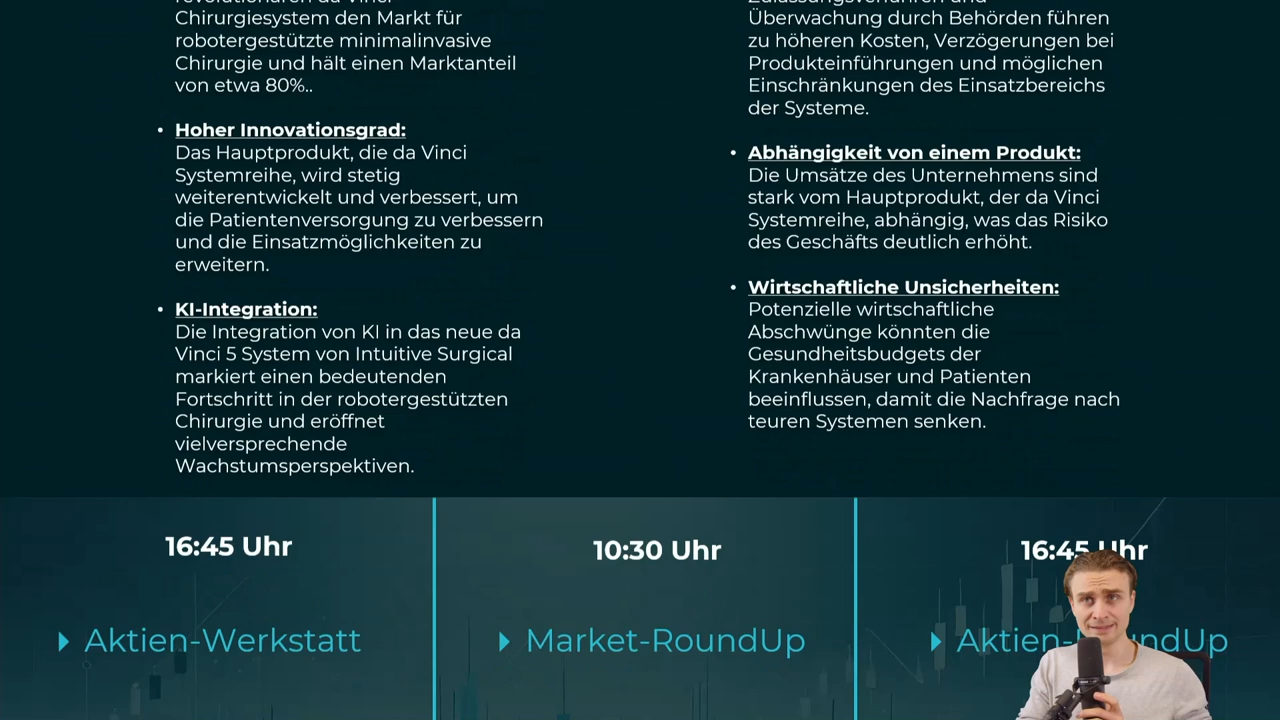 revolutionären da Vinci
Chirurgiesystem den Markt für
robotergestützte minimalinvasive
Chirurgie und hält einen Marktanteil
von etwa 80%..
• Hoher Innovationsgrad:
Das Hauptprodukt, die da Vinci
Systemreihe, wird stetig
weiterentwickelt und verbessert, um
die Patientenversorgung zu verbessern
und die Einsatzmöglichkeiten zu
erweitern.
• KI-Integration:
Die Integration von KI in das neue da
Vinci 5 System von Intuitive Surgical
markiert einen bedeutenden
Fortschritt in der robotergestützten
Chirurgie und eröffnet
vielversprechende
Wachstumsperspektiven.
Zulassungsverfahren und
Überwachung durch Behörden führen
zu höheren Kosten, Verzögerungen bei
Produkteinführungen und möglichen
Einschränkungen des Einsatzbereichs
der Systeme.
• Abhängigkeit von einem Produkt:
Die Umsätze des Unternehmens sind
stark vom Hauptprodukt, der da Vinci
Systemreihe, abhängig, was das Risiko
des Geschäfts deutlich erhöht.
• Wirtschaftliche Unsicherheiten:
Potenzielle wirtschaftliche
Abschwünge könnten die
Gesundheitsbudgets der
Krankenhäuser und Patienten
beeinflussen, damit die Nachfrage nach
teuren Systemen senken.
16:45 Uhr
Aktien-Werkstatt
10:30 Uhr
Market-RoundUp
16:45 Uhr
Aktien-RoundUp